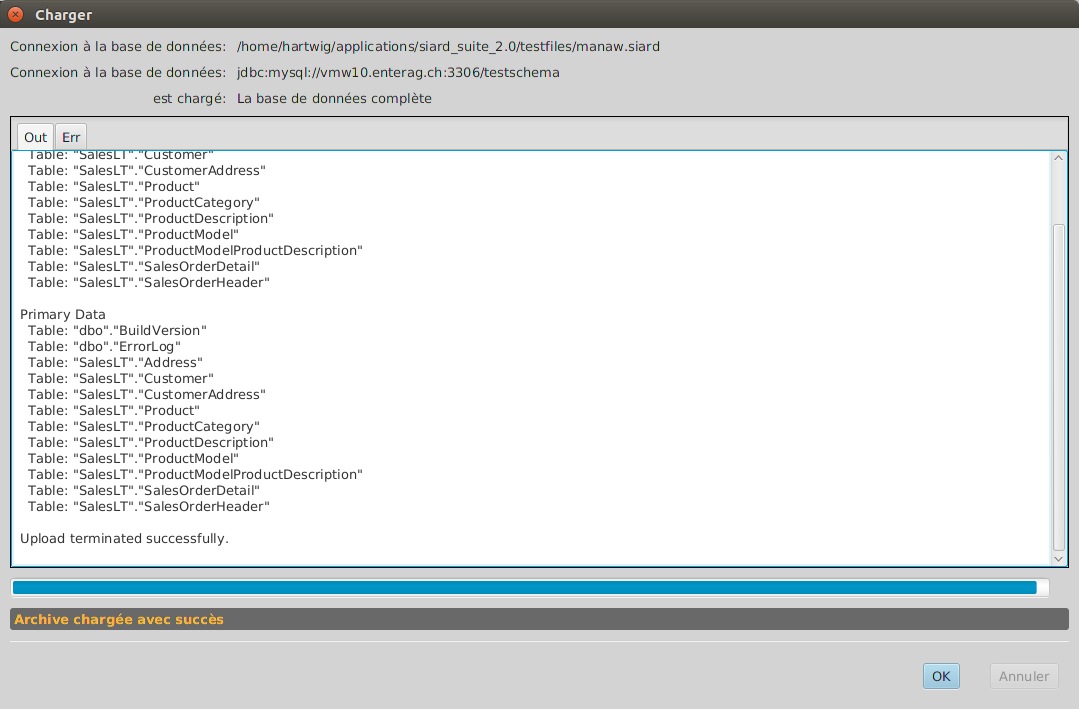 Charger
Connexion à la base de données: /home/hartwig/applications/siard_suite_2.0/testfiles/manaw.siard
Connexion à la base de données: jdbc:mysql://vmw10.enterag.ch:3306/testschema
est chargé: La base de données complète
Out Err
Table: "SalesLT"."Customer"
Table: "SalesLT"."CustomerAddress"
Table: "SalesLT"."Product"
Table: "SalesLT"."ProductCategory"
Table: "SalesLT"."ProductDescription"
Table: "SalesLT"."ProductModel"
Table: "SalesLT"."ProductModelProductDescription"
Table: "SalesLT"."SalesOrderDetail"
Table: "SalesLT"."SalesOrderHeader"
Primary Data
Table: "dbo"."BuildVersion"
Table: "dbo"."ErrorLog"
Table: "SalesLT"."Address"
Table: "SalesLT"."Customer"
Table: "SalesLT"."CustomerAddress"
Table: "SalesLT"."Product"
Table: "SalesLT"."ProductCategory"
Table: "SalesLT"."ProductDescription"
Table: "SalesLT"."ProductModel"
Table: "SalesLT"."ProductModelProductDescription"
Table: "SalesLT"."SalesOrderDetail"
Table: "SalesLT"."SalesOrderHeader"
Upload terminated successfully.
Archive chargée avec succès
OK Annuler